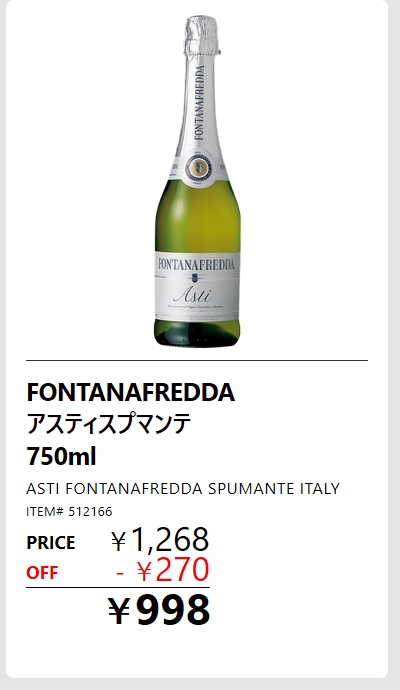 FONTANAFREDDA
FONTANAFREDDA
Asti
FONTANAFREDDA
アスティスプマンテ
750ml
ASTI FONTANAFREDDA SPUMANTE ITALY
ITEM# 512166
PRICE ￥1,268
OFF - ￥270
￥998